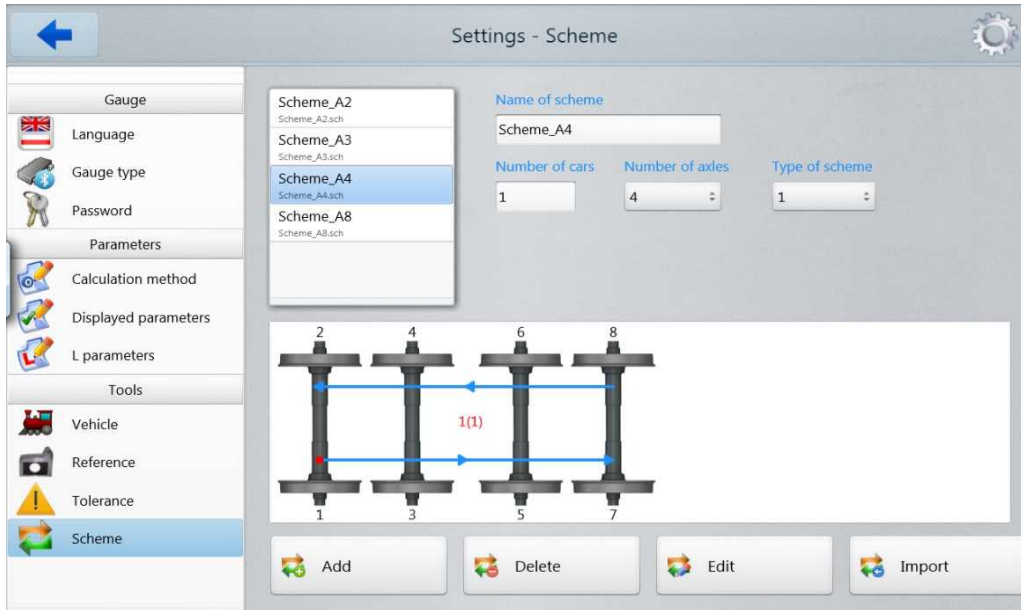 Settings - Scheme
Gauge
Language
Gauge type
Password
Parameters
Calculation method
Displayed parameters
L parameters
Tools
Vehicle
Reference
Tolerance
Scheme
Scheme_A2
Scheme_A2.sch
Scheme_A3
Scheme_A3.sch
Scheme_A4
Scheme_A4.sch
Scheme_A8
Scheme_A8.sch
Name of scheme
Scheme_A4
Number of cars Number of axles Type of scheme
1 4 1
2 4 6 8
1(1)
1 3 5 7
Add Delete Edit Import